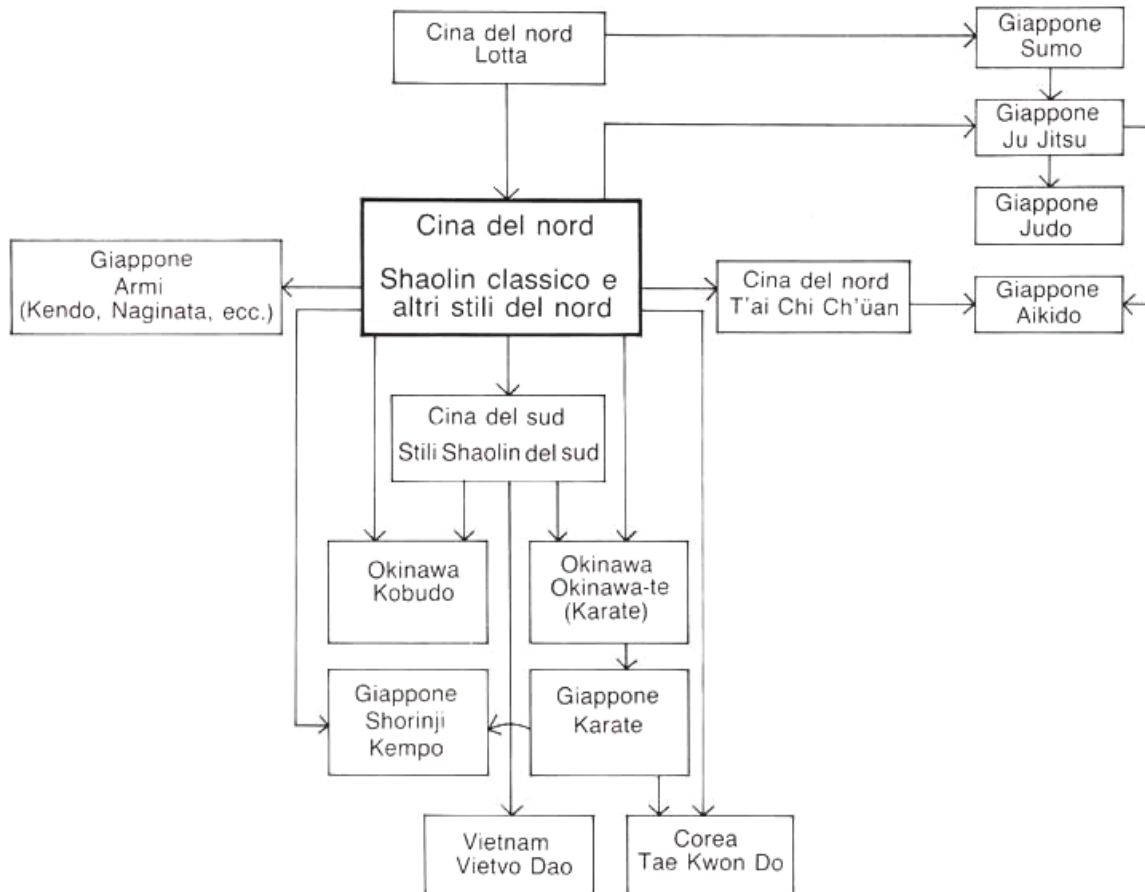 Cina del nord
Lotta
Giappone
Sumo
Giappone
Ju Jitsu
Giappone
Judo
Cina del nord
Shaolin classico e
altri stili del nord
Giappone
Armi
(Kendo, Naginata, ecc.)
Cina del nord
T'ai Chi Ch'üan
Giappone
Aikido
Cina del sud
Stili Shaolin del sud
Okinawa
Kobudo
Okinawa
Okinawa-te
(Karate)
Giappone
Shorinji
Kempo
Giappone
Karate
Vietnam
Vietvo Dao
Corea
Tae Kwon Do